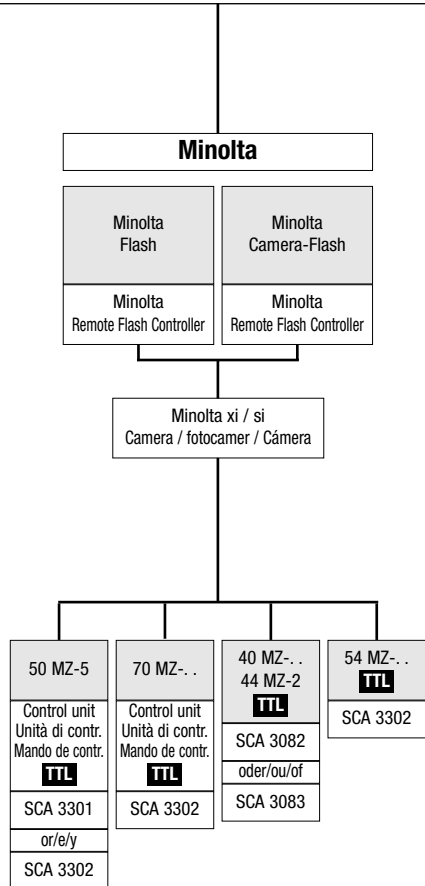 Minolta
Minolta
Flash
Minolta
Remote Flash Controller
Minolta
Camera-Flash
Minolta
Remote Flash Controller
Minolta xi / si
Camera / fotocamer / Cámera
50 MZ-5
Control unit
Unità di contr.
Mando de contr.
TTL
SCA 3301
or/e/y
SCA 3302
70 MZ-. .
Control unit
Unità di contr.
Mando de contr.
TTL
SCA 3302
40 MZ-. .
44 MZ-2
TTL
SCA 3082
oder/ou/of
SCA 3083
54 MZ-. .
TTL
SCA 3302